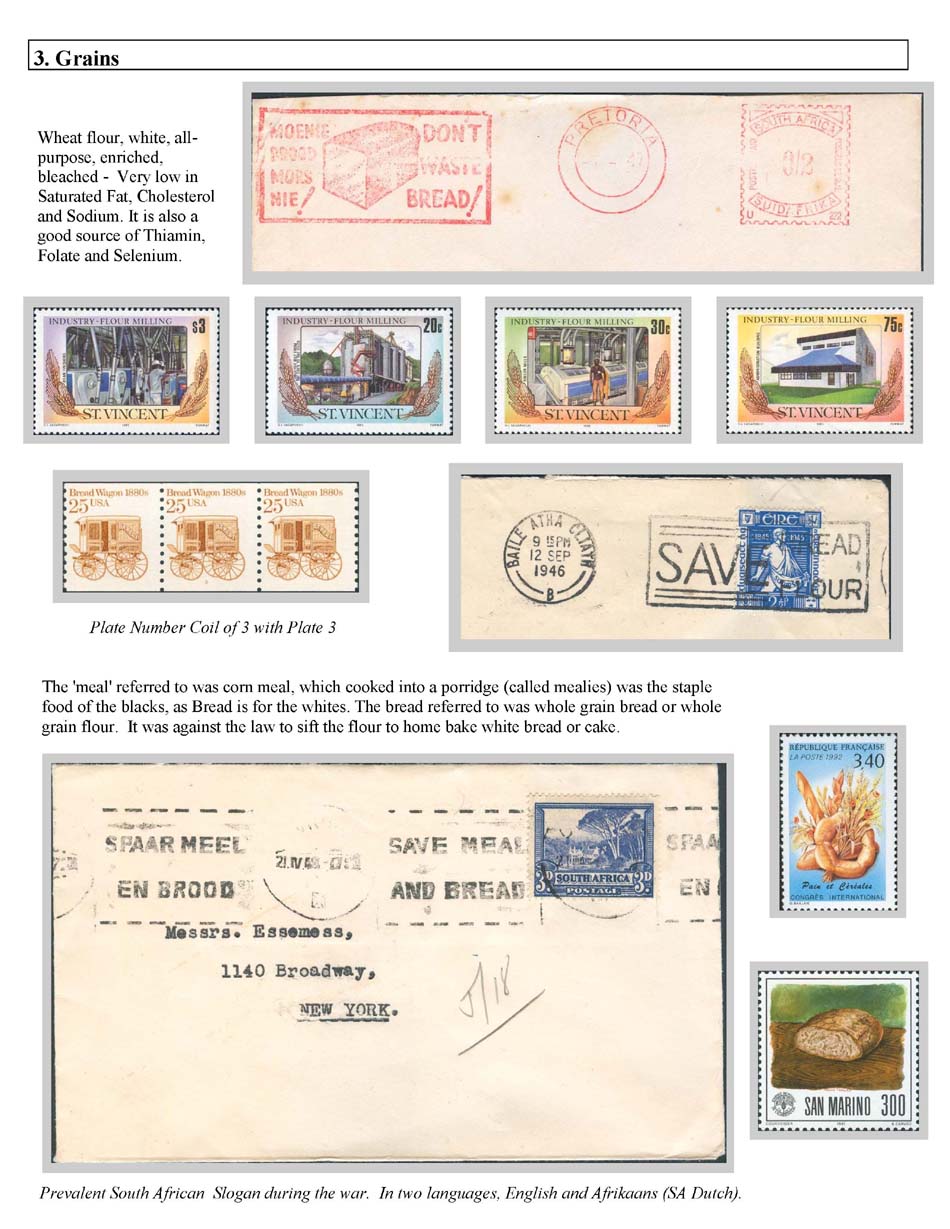 3. Grains
Wheat flour, white, all-
purpose, enriched,
bleached - Very low in
Saturated Fat, Cholesterol
and Sodium. It is also a
good source of Thiamin,
Folate and Selenium.
MOENIE DON'T
BROOD WASTE
MORS BREAD!
NIE!
PRETORIA
SOUTH AFRICA
SUID-AFRIKA
INDUSTRY-FLOUR MILLING
$3
ST. VINCENT
INDUSTRY-FLOUR MILLING
20c
ST. VINCENT
INDUSTRY-FLOUR MILLING
30c
ST. VINCENT
INDUSTRY-FLOUR MILLING
75c
ST. VINCENT
Bread Wagon 1880s
25 USA
Bread Wagon 1880s
25 USA
Bread Wagon 1880s
25 USA
Plate Number Coil of 3 with Plate 3
BAILE ATHA CLIATH
9 15PM
12 SEP
1946
B
ÉIRE
1845 1945
SAVE EAD
OUR
The 'meal' referred to was corn meal, which cooked into a porridge (called mealies) was the staple
food of the blacks, as Bread is for the whites. The bread referred to was whole grain bread or whole
grain flour. It was against the law to sift the flour to home bake white bread or cake.
RÉPUBLIQUE FRANÇAISE
LA POSTE 1992 3,40
Pain et Céréales
CONGRÈS INTERNATIONAL
SPAAR MEEL
EN BROOD
SAVE MEAL
AND BREAD
SPAA
EN
SOUTH AFRICA
3D 3D
POSTAGE
Messrs. Essemess,
1140 Broadway,
NEW YORK.
5/18
SAN MARINO 300
Prevalent South African Slogan during the war. In two languages, English and Afrikaans (SA Dutch).